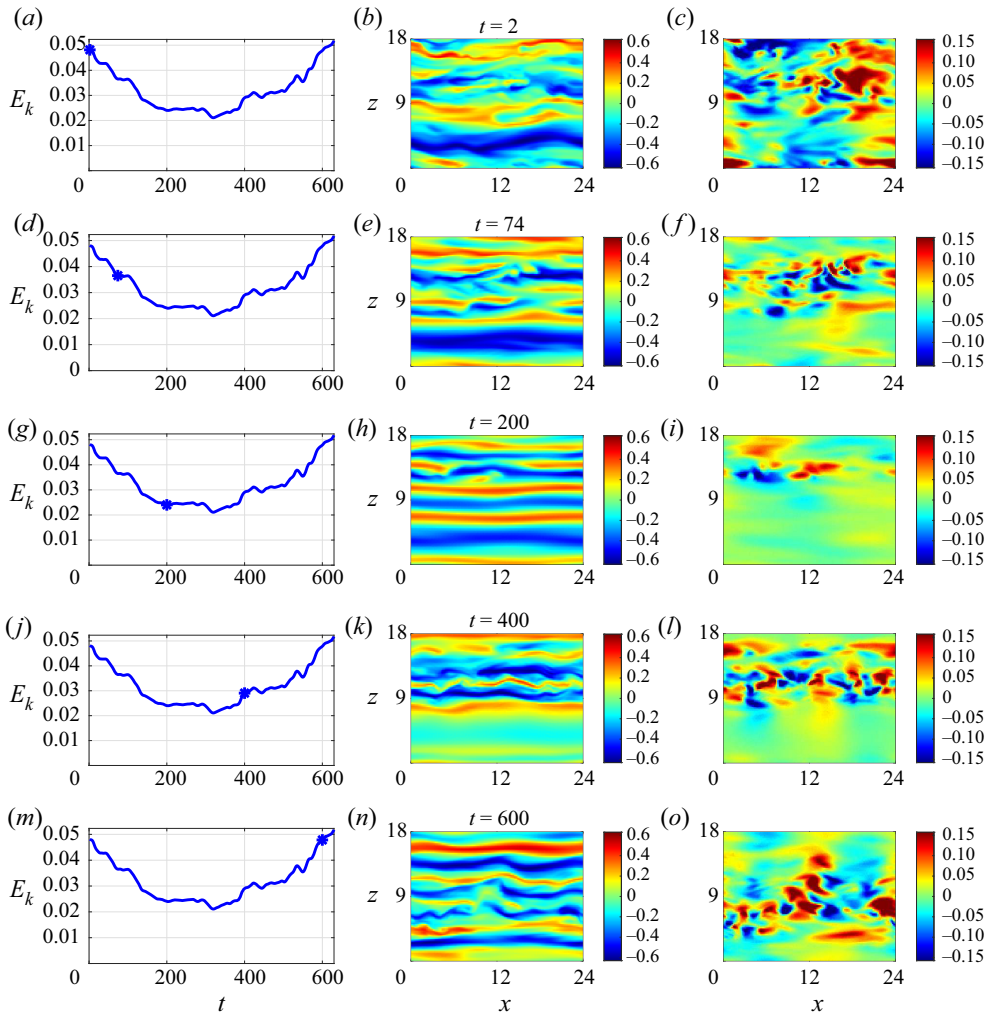 (a) (b) t = 2 (c)
0.05 18 0.6 18 0.15
0.04 0.4 0.10
E_k 0.03 0.2 0.05
z 9 0 9 0
0.02 –0.2 –0.05
0.01 –0.4 –0.10
–0.6 –0.15
0 200 400 600 0 12 24 0 12 24
(d) (e) t = 74 (f)
0.05 18 0.6 18 0.15
0.04 0.4 0.10
E_k 0.03 0.2 0.05
z 9 0 9 0
0.02 –0.2 –0.05
0.01 –0.4 –0.10
0 –0.6 –0.15
0 200 400 600 0 12 24 0 12 24
(g) (h) t = 200 (i)
0.05 18 0.6 18 0.15
0.04 0.4 0.10
E_k 0.03 0.2 0.05
z 9 0 9 0
0.02 –0.2 –0.05
0.01 –0.4 –0.10
–0.6 –0.15
0 200 400 600 0 12 24 0 12 24
(j) (k) t = 400 (l)
0.05 18 0.6 18 0.15
0.04 0.4 0.10
E_k 0.03 0.2 0.05
z 9 0 9 0
0.02 –0.2 –0.05
0.01 –0.4 –0.10
–0.6 –0.15
0 200 400 600 0 12 24 0 12 24
(m) (n) t = 600 (o)
0.05 18 0.6 18 0.15
0.04 0.4 0.10
E_k 0.03 0.2 0.05
z 9 0 9 0
0.02 –0.2 –0.05
0.01 –0.4 –0.10
–0.6 –0.15
0 200 400 600 0 12 24 0 12 24
t x x